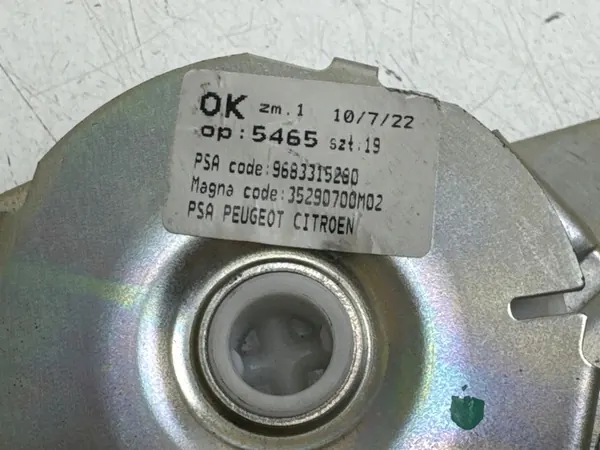 OK zm.1 10/7/22
op:5465 szt:19
PSA code:9683315280
Magna code:35290700M02
PSA PEUGEOT CITROEN